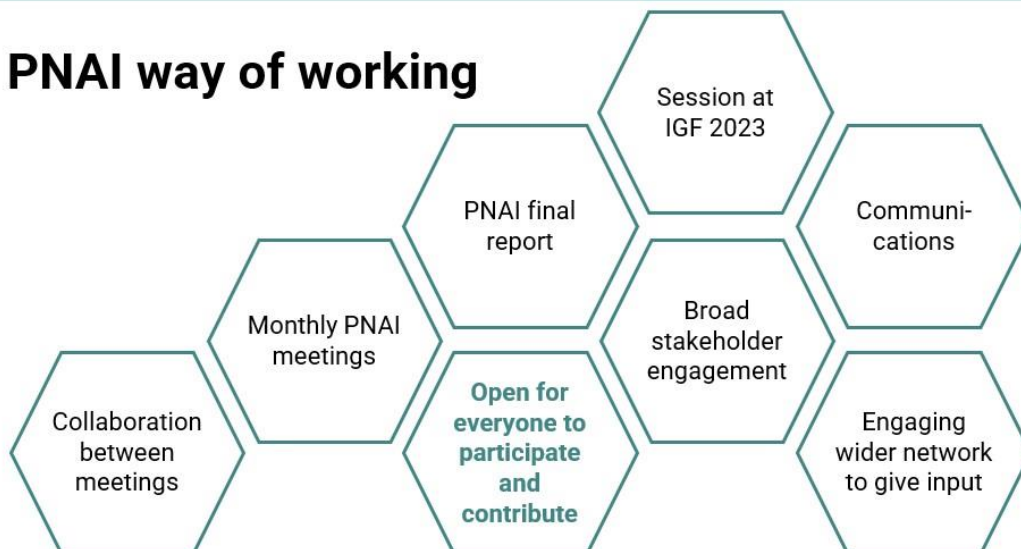 PNAI way of working
Session at
IGF 2023
PNAI final
report
Communi-
cations
Monthly PNAI
meetings
Broad
stakeholder
engagement
Collaboration
between
meetings
Open for
everyone to
participate
and
contribute
Engaging
wider network
to give input